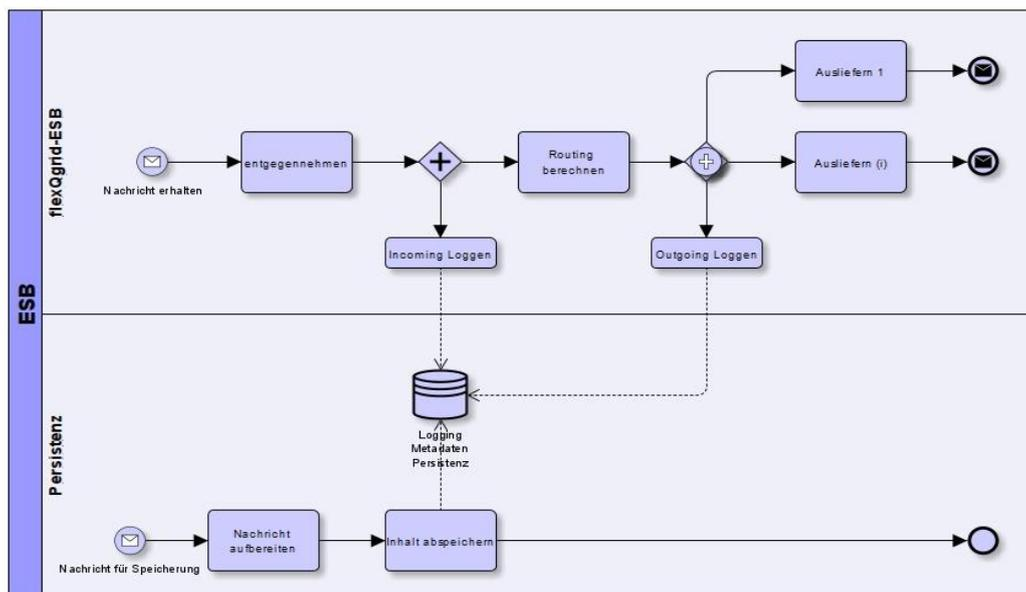 ESB
flexQgrid-ESB
Nachricht erhalten
entgegennehmen
Routing
berechnen
Ausliefern 1
Ausliefern (i)
Incoming Loggen
Outgoing Loggen
Persistenz
Logging
Metadaten
Persistenz
Nachricht für Speicherung
Nachricht
aufbereiten
Inhalt abspeichern